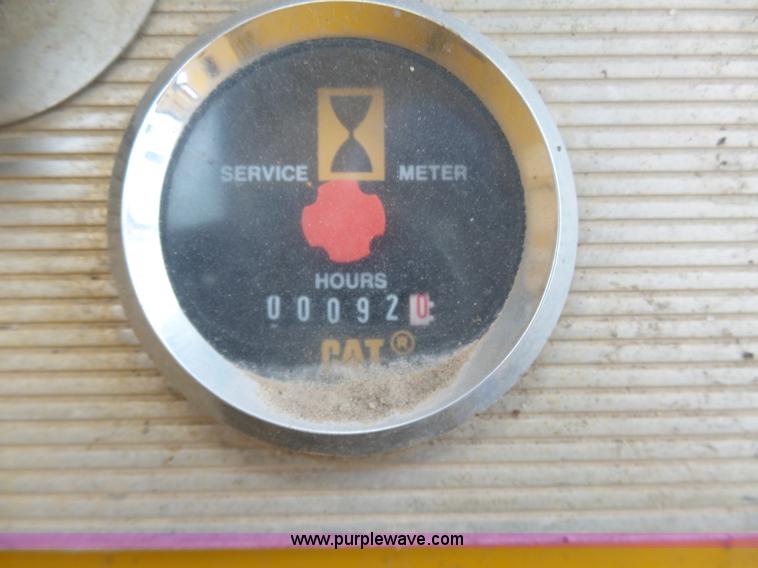 SERVICE METER
HOURS
000920
CAT®
www.purplewave.com